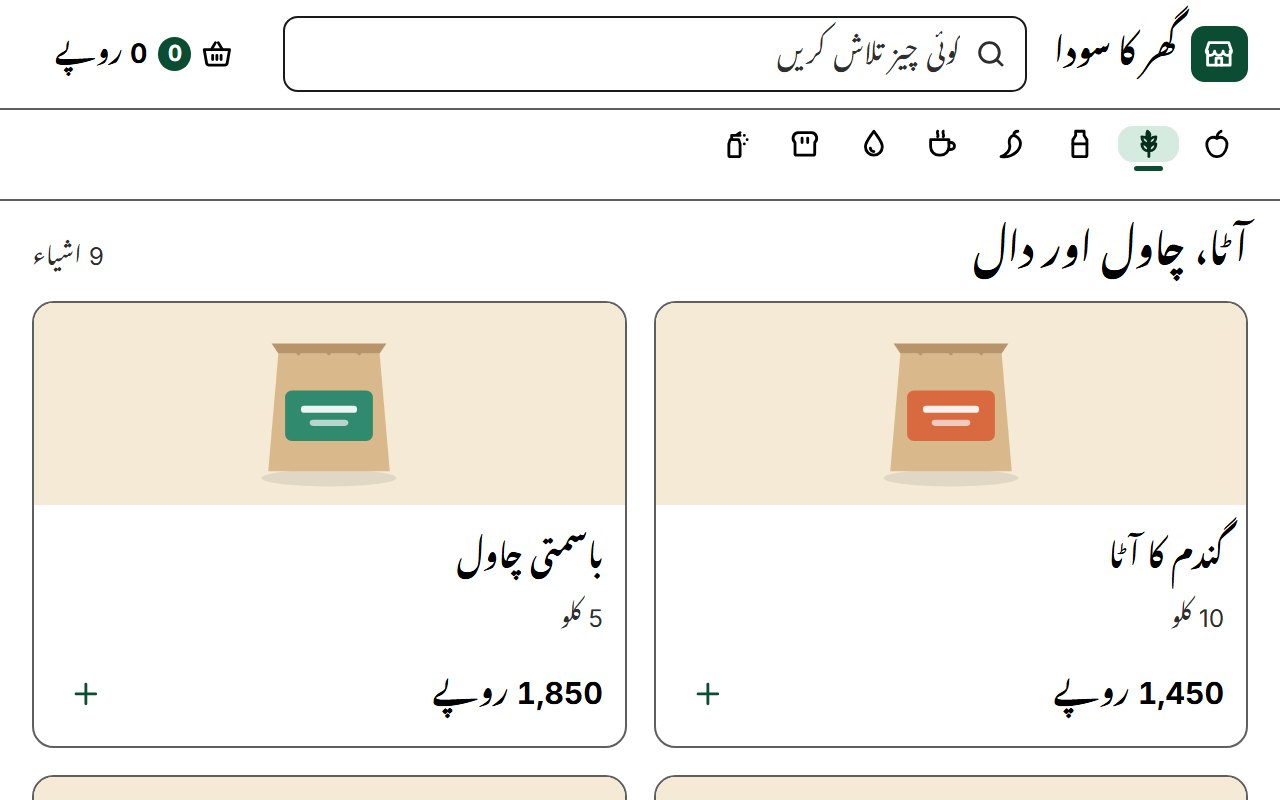 گھر کا سودا
کوئی چیز تلاش کریں
0
0 روپے
آٹا، چاول اور دال
9 اشیاء
گندم کا آٹا
10 کلو
1,450 روپے
باسمتی چاول
5 کلو
1,850 روپے